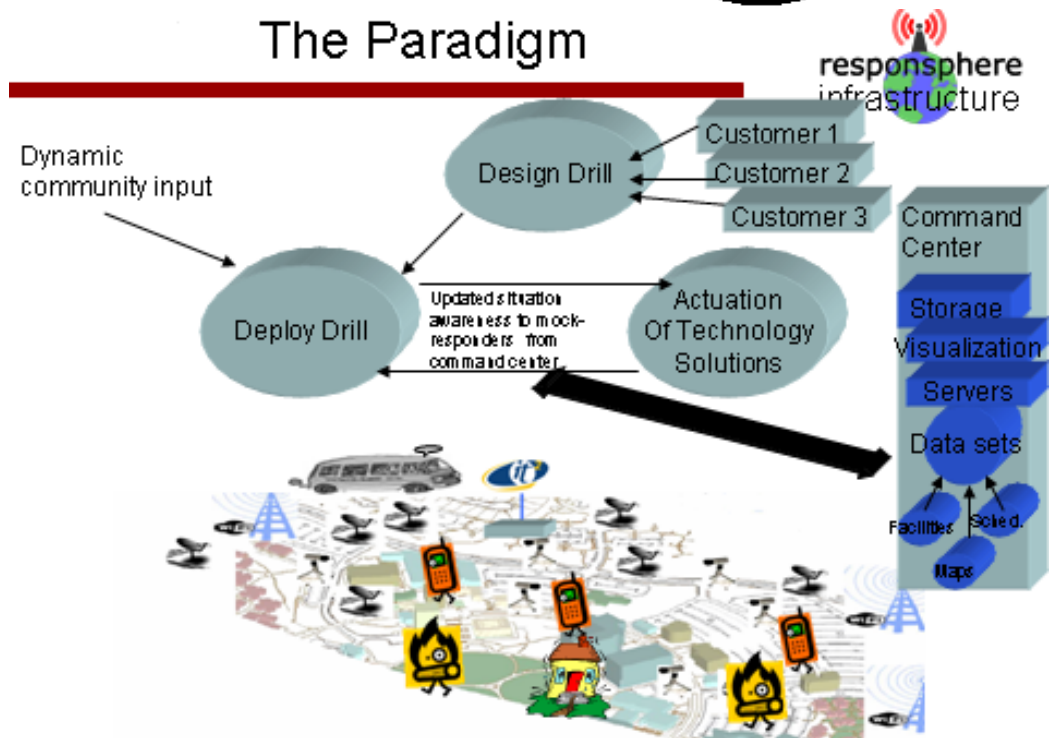 The Paradigm
responsphere
infrastructure
Dynamic
community input
Design Drill
Customer 1
Customer 2
Customer 3
Command
Center
Deploy Drill
Updated situation
awareness to mock-
responders from
command center
Actuation
Of Technology
Solutions
Storage
Visualization
Servers
Data sets
Facilities
Sched.
Maps